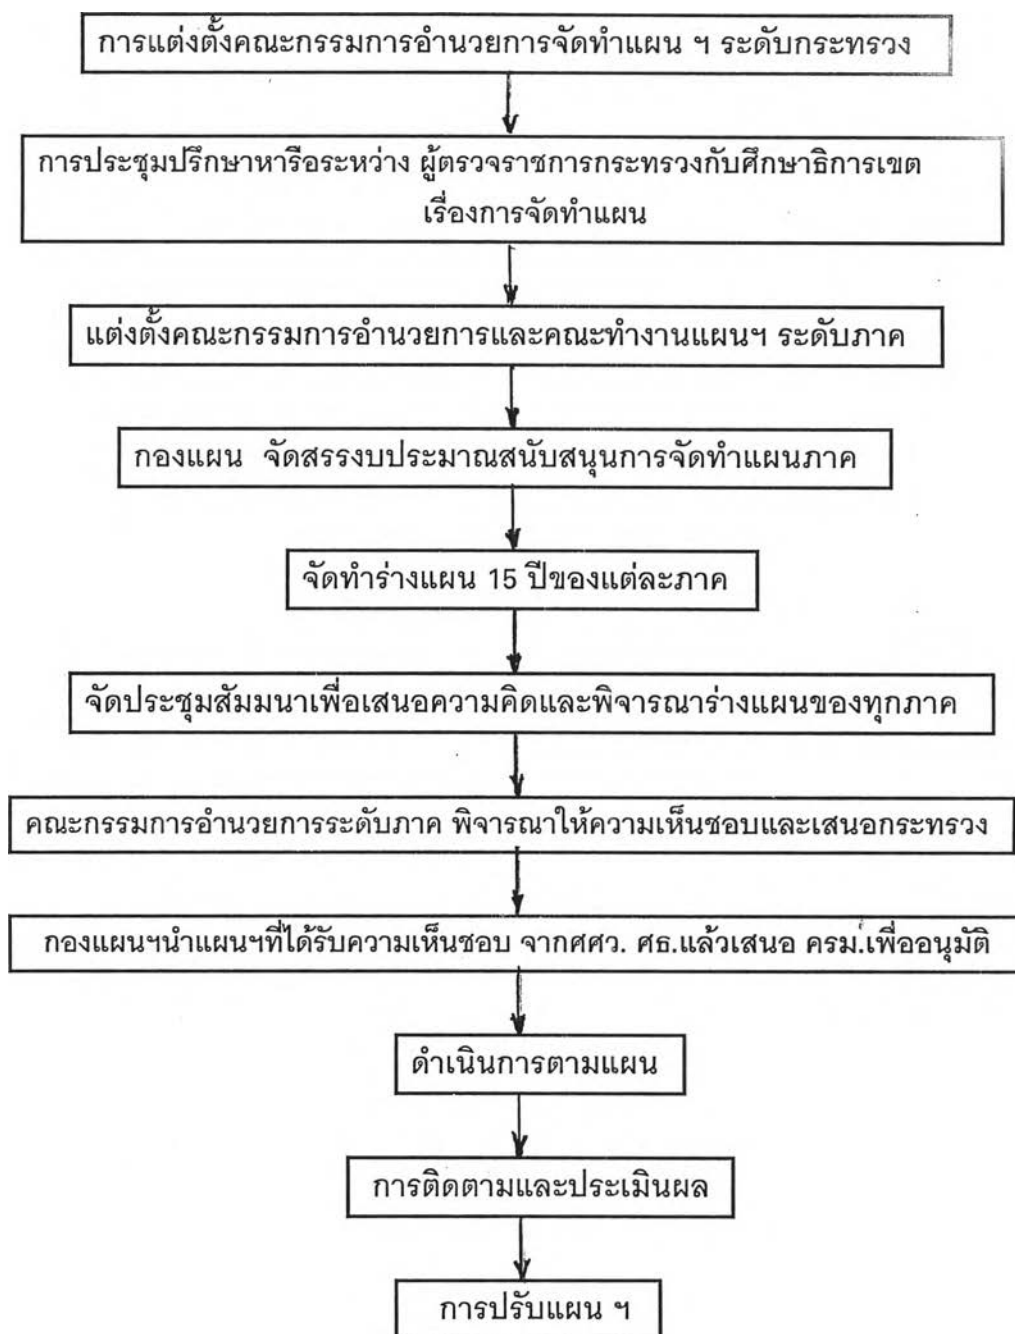 การแต่งตั้งคณะกรรมการอำนวยการจัดทำแผน ฯ ระดับกระทรวง
การประชุมปรึกษาหารือระหว่าง ผู้ตรวจราชการกระทรวงกับศึกษาธิการเขต
เรื่องการจัดทำแผน
แต่งตั้งคณะกรรมการอำนวยการและคณะทำงานแผนฯ ระดับภาค
กองแผน จัดสรรงบประมาณสนับสนุนการจัดทำแผนภาค
จัดทำร่างแผน 15 ปีของแต่ละภาค
จัดประชุมสัมมนาเพื่อเสนอความคิดและพิจารณาร่างแผนของทุกภาค
คณะกรรมการอำนวยการระดับภาค พิจารณาให้ความเห็นชอบและเสนอกระทรวง
กองแผนฯนำแผนฯที่ได้รับความเห็นชอบ จากศศว. ศธ.แล้วเสนอ ครม.เพื่ออนุมัติ
ดำเนินการตามแผน
การติดตามและประเมินผล
การปรับแผน ฯ